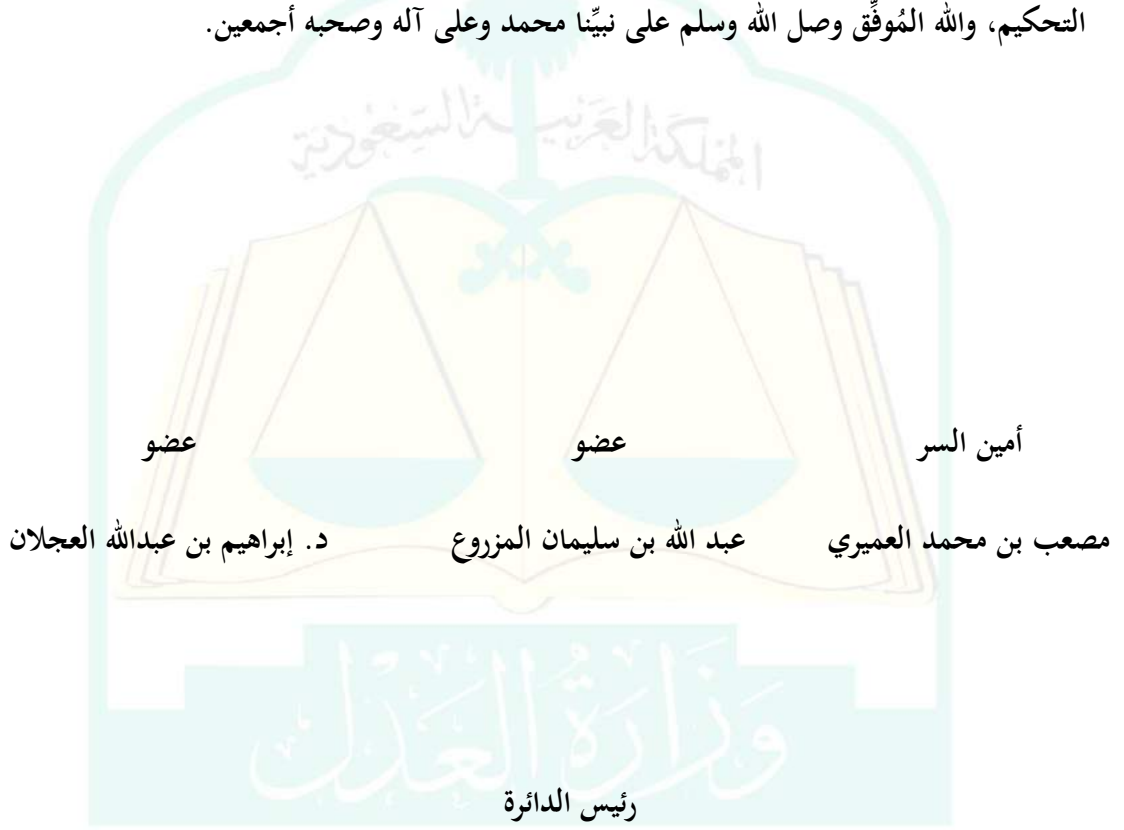 التحكيم، والله المُوفِّق وصل الله وسلم على نبيِّنا محمد وعلى آله وصحبه أجمعين.
المملكة العربية السعودية
أمين السر عضو عضو
مصعب بن محمد العميري عبد الله بن سليمان المزروع د. إبراهيم بن عبدالله العجلان
وزارة العدل
رئيس الدائرة